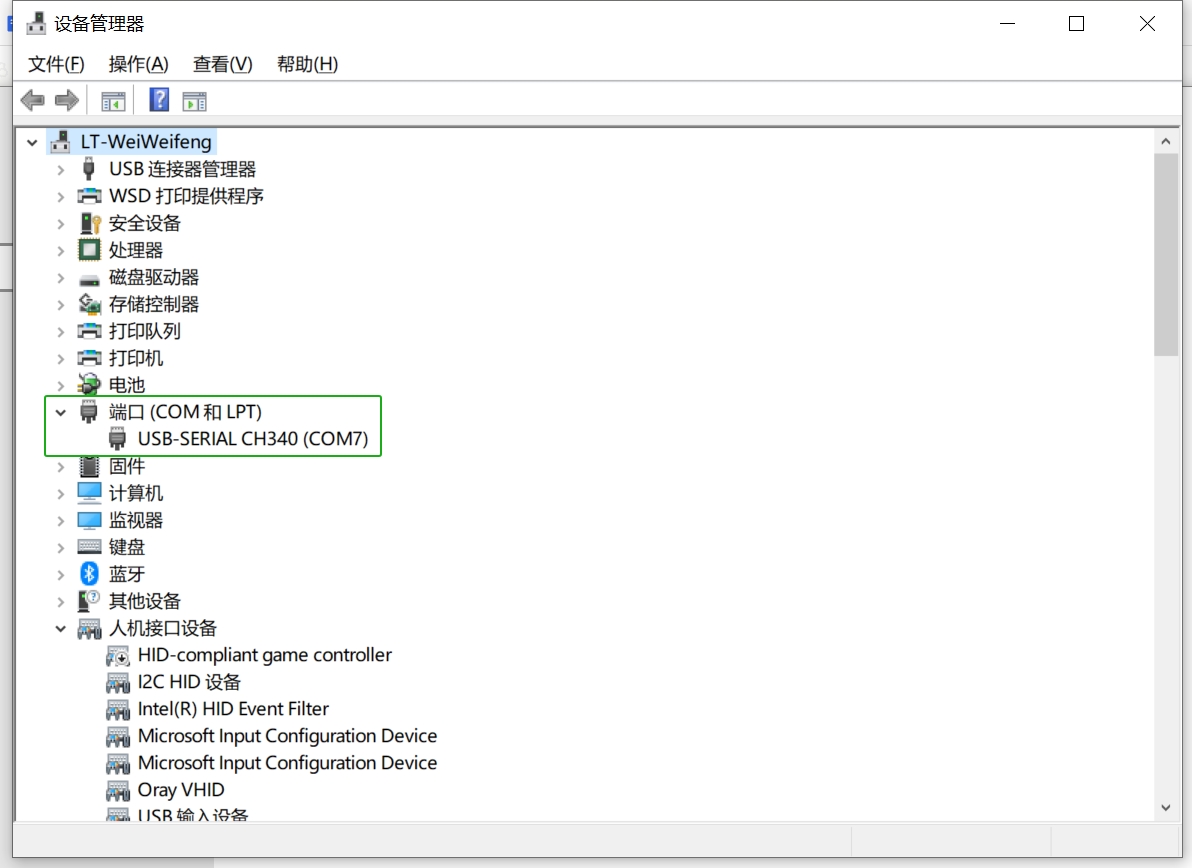 设备管理器
文件(F) 操作(A) 查看(V) 帮助(H)
LT-WeiWeifeng
USB 连接器管理器
WSD 打印提供程序
安全设备
处理器
磁盘驱动器
存储控制器
打印队列
打印机
电池
端口 (COM 和 LPT)
USB-SERIAL CH340 (COM7)
固件
计算机
监视器
键盘
蓝牙
其他设备
人机接口设备
HID-compliant game controller
I2C HID 设备
Intel(R) HID Event Filter
Microsoft Input Configuration Device
Microsoft Input Configuration Device
Oray VHID
USB 输入设备